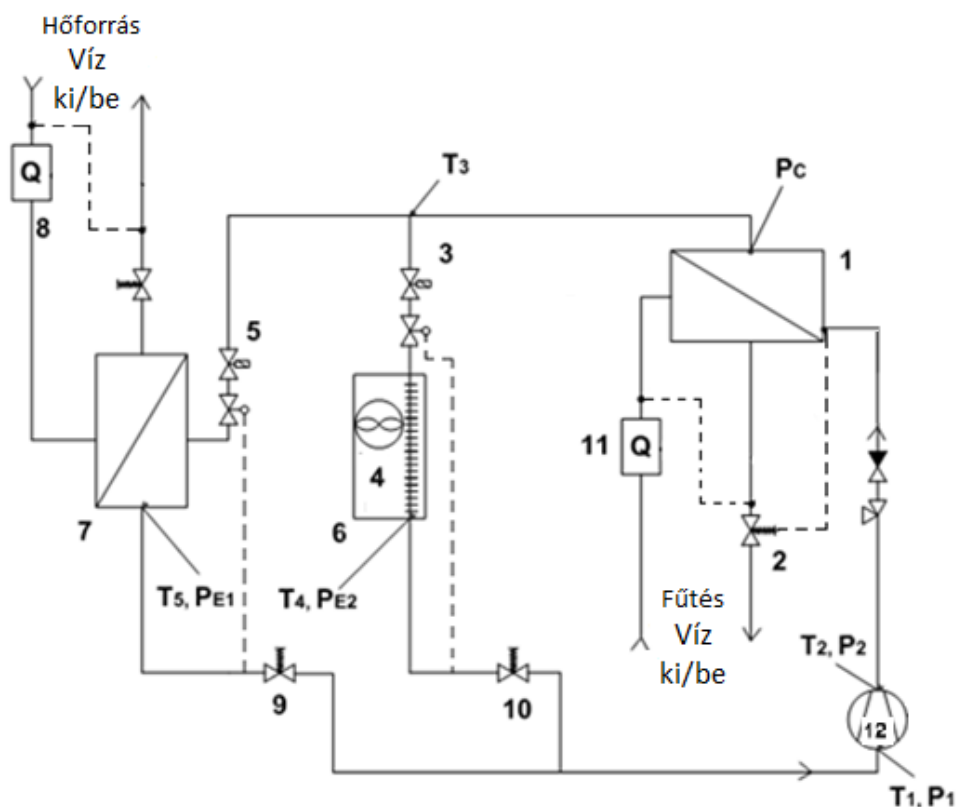 Hőforrás
Víz
ki/be
Q
8
T3
PC
3
1
5
4
7
6
11
Q
2
T5, PE1
T4, PE2
Fűtés
Víz
ki/be
T2, P2
9
10
12
T1, P1